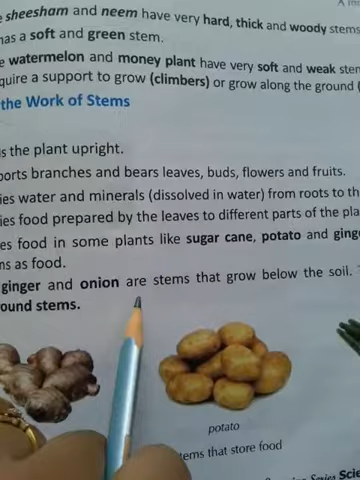 sheesham and neem have very hard, thick and woody stems
has a soft and green stem.
watermelon and money plant have very soft and weak
quire a support to grow (climbers) or grow along the ground (
the Work of Stems
s the plant upright.
ports branches and bears leaves, buds, flowers and fruits.
ies water and minerals (dissolved in water) from roots to th
ies food prepared by the leaves to different parts of the pla
es food in some plants like sugar cane, potato and ging
ms as food.
ginger and onion are stems that grow below the soil.
ound stems.
potato
tems that store food
Series Scie